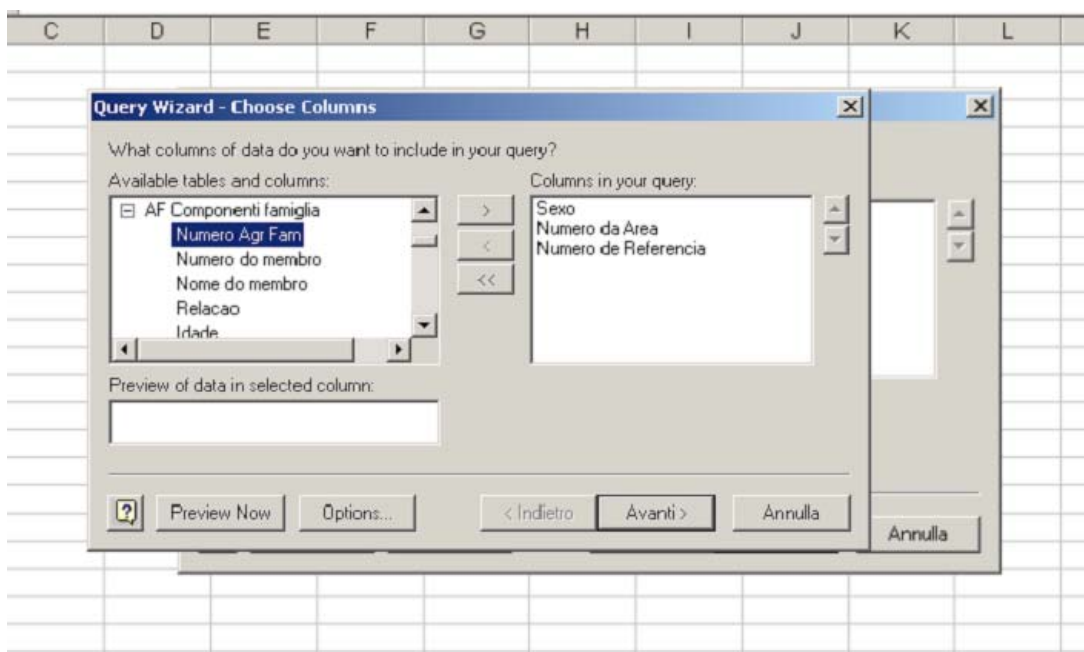 C D E F G H I J K L
Query Wizard - Choose Columns
What columns of data do you want to include in your query?
Available tables and columns:
Columns in your query:
AF Componenti famiglia
Numero Agr Fam
Numero do membro
Nome do membro
Relacao
Idade
>
<
<<
Sexo
Numero da Area
Numero de Referencia
Preview of data in selected column:
Preview Now
Options...
< Indietro
Avanti >
Annulla
Annulla